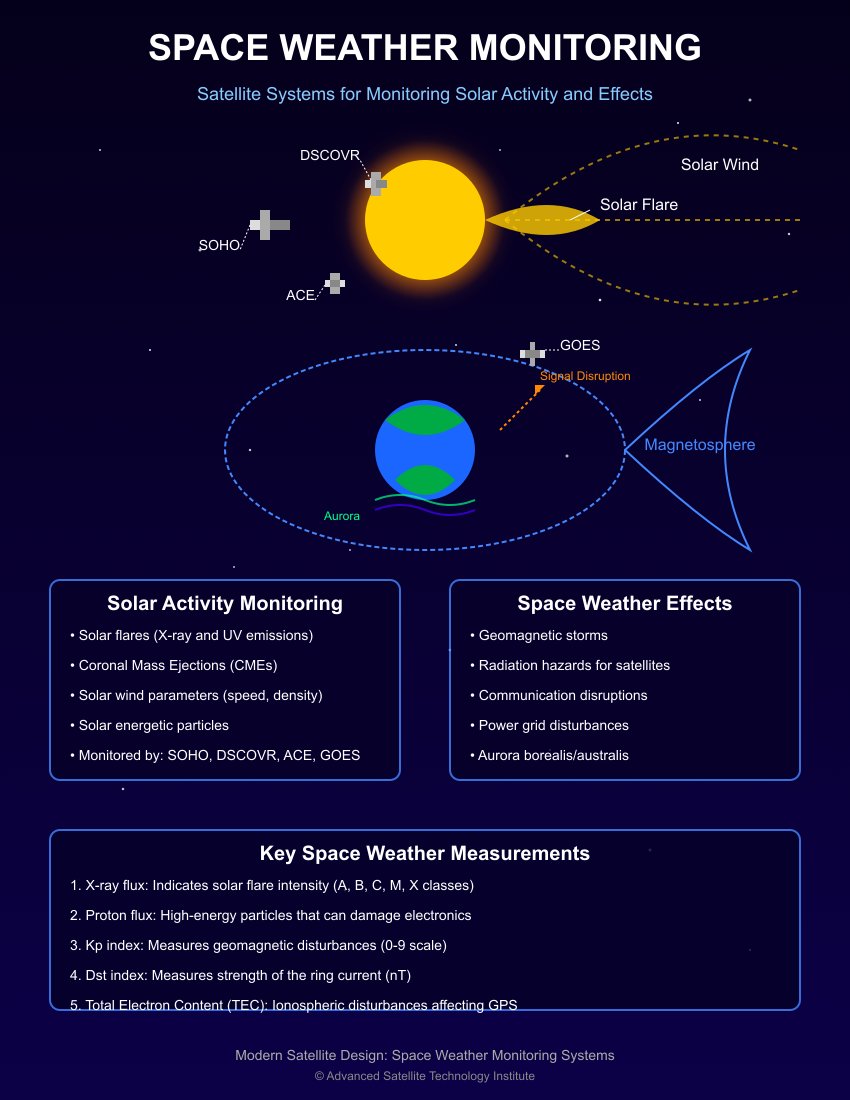 SPACE WEATHER MONITORING
Satellite Systems for Monitoring Solar Activity and Effects
DSCOVR
Solar Wind
Solar Flare
SOHO
ACE
GOES
Signal Disruption
Magnetosphere
Aurora
Solar Activity Monitoring
• Solar flares (X-ray and UV emissions)
• Coronal Mass Ejections (CMEs)
• Solar wind parameters (speed, density)
• Solar energetic particles
• Monitored by: SOHO, DSCOVR, ACE, GOES
Space Weather Effects
• Geomagnetic storms
• Radiation hazards for satellites
• Communication disruptions
• Power grid disturbances
• Aurora borealis/australis
Key Space Weather Measurements
1. X-ray flux: Indicates solar flare intensity (A, B, C, M, X classes)
2. Proton flux: High-energy particles that can damage electronics
3. Kp index: Measures geomagnetic disturbances (0-9 scale)
4. Dst index: Measures strength of the ring current (nT)
5. Total Electron Content (TEC): Ionospheric disturbances affecting GPS
Modern Satellite Design: Space Weather Monitoring Systems
© Advanced Satellite Technology Institute